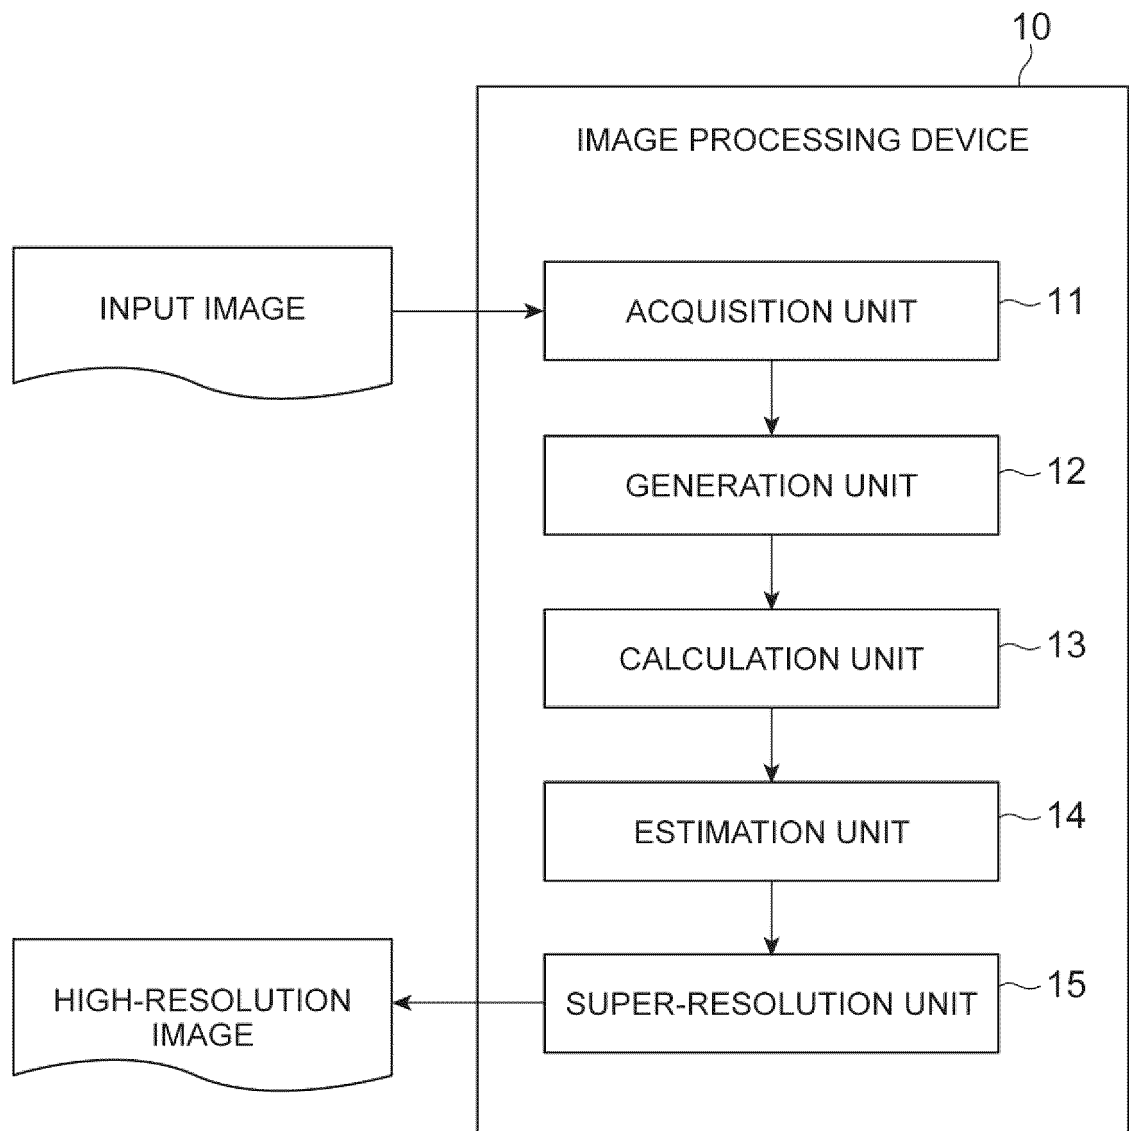 10
IMAGE PROCESSING DEVICE
INPUT IMAGE
ACQUISITION UNIT
11
GENERATION UNIT
12
CALCULATION UNIT
13
ESTIMATION UNIT
14
HIGH-RESOLUTION
IMAGE
SUPER-RESOLUTION UNIT
15